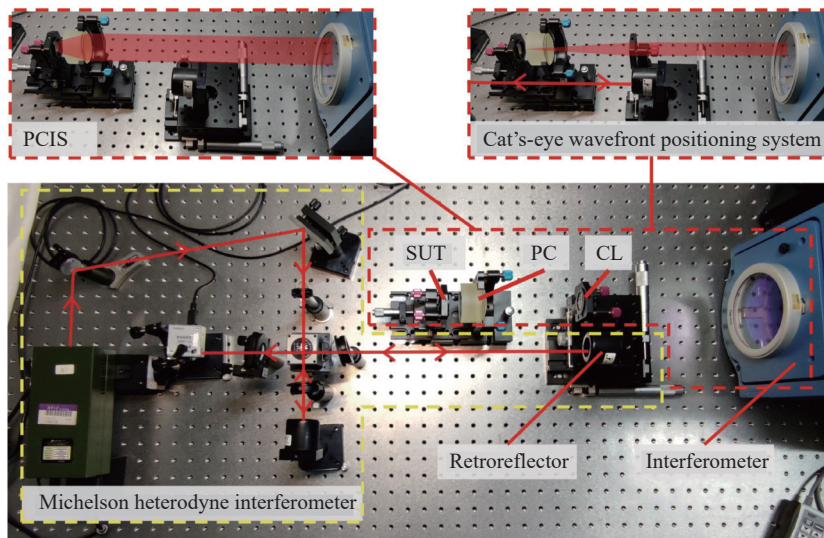 PCIS
Cat's-eye wavefront positioning system
SUT
PC
CL
Retroreflector
Interferometer
Michelson heterodyne interferometer